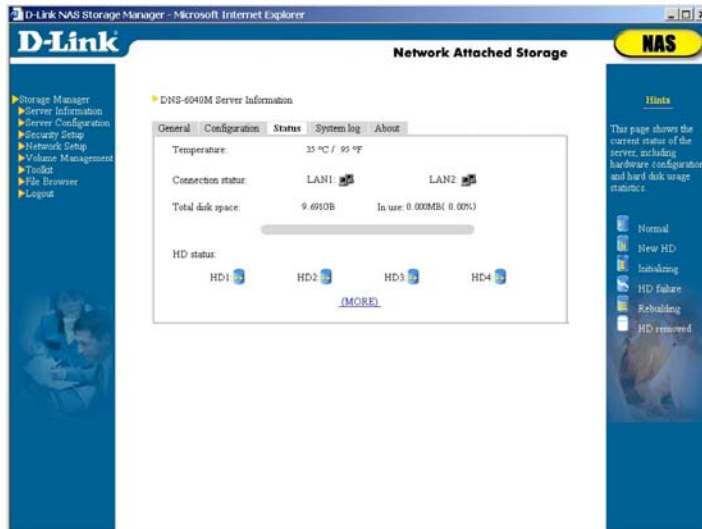 D-Link NAS Storage Manager - Microsoft Internet Explorer
D-Link
Network Attached Storage
NAS
Storage Manager
Server Information
Server Configuration
Security Setup
Network Setup
Volume Management
Toolkit
File Browser
Logout
DNS-6040M Server Information
General Configuration Status System log About
Temperature: 35 ºC / 95 ºF
Connection status: LAN1: LAN2:
Total disk space: 9.691GB In use: 0.000MB( 0.00%)
HD status:
HD1: HD2: HD3: HD4:
(MORE)
Hints
This page shows the
current status of the
server, including
hardware configuration
and hard disk usage
statistics.
Normal
New HD
Initializing
HD failure
Rebuilding
HD removed